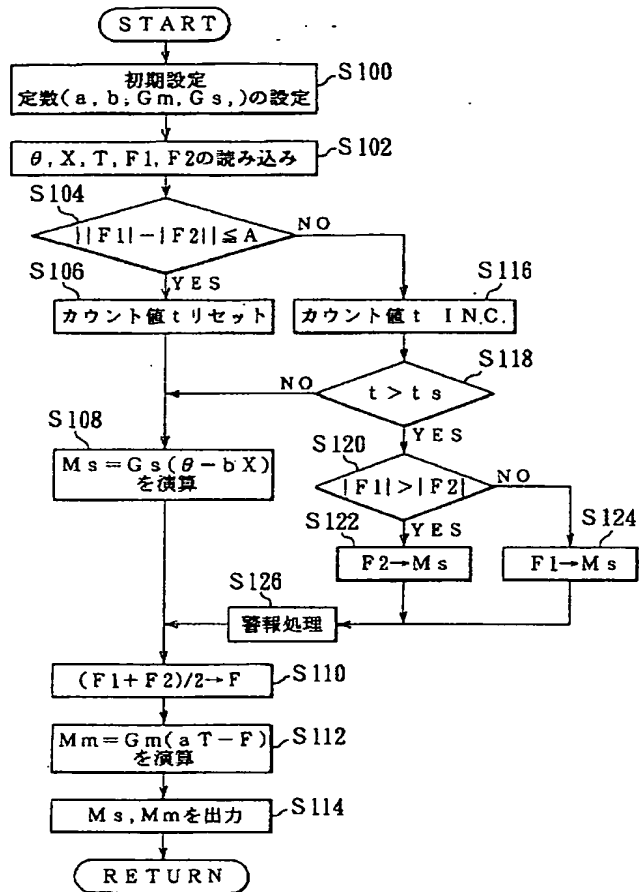 START
初期設定
定数(a, b; Gm, Gs,)の設定
S100
θ, X, T, F1, F2の読み込み
S102
S104
||F1|-|F2||≦A
NO
YES
S106
カウント値tリセット
S116
カウント値t INC.
S118
t>ts
NO
YES
S108
Ms=Gs(θ-bX)
を演算
S120
|F1|>|F2|
NO
YES
S122
F2→Ms
S124
F1→Ms
S126
警報処理
(F1+F2)/2→F
S110
Mm=Gm(aT-F)
を演算
S112
Ms, Mmを出力
S114
RETURN